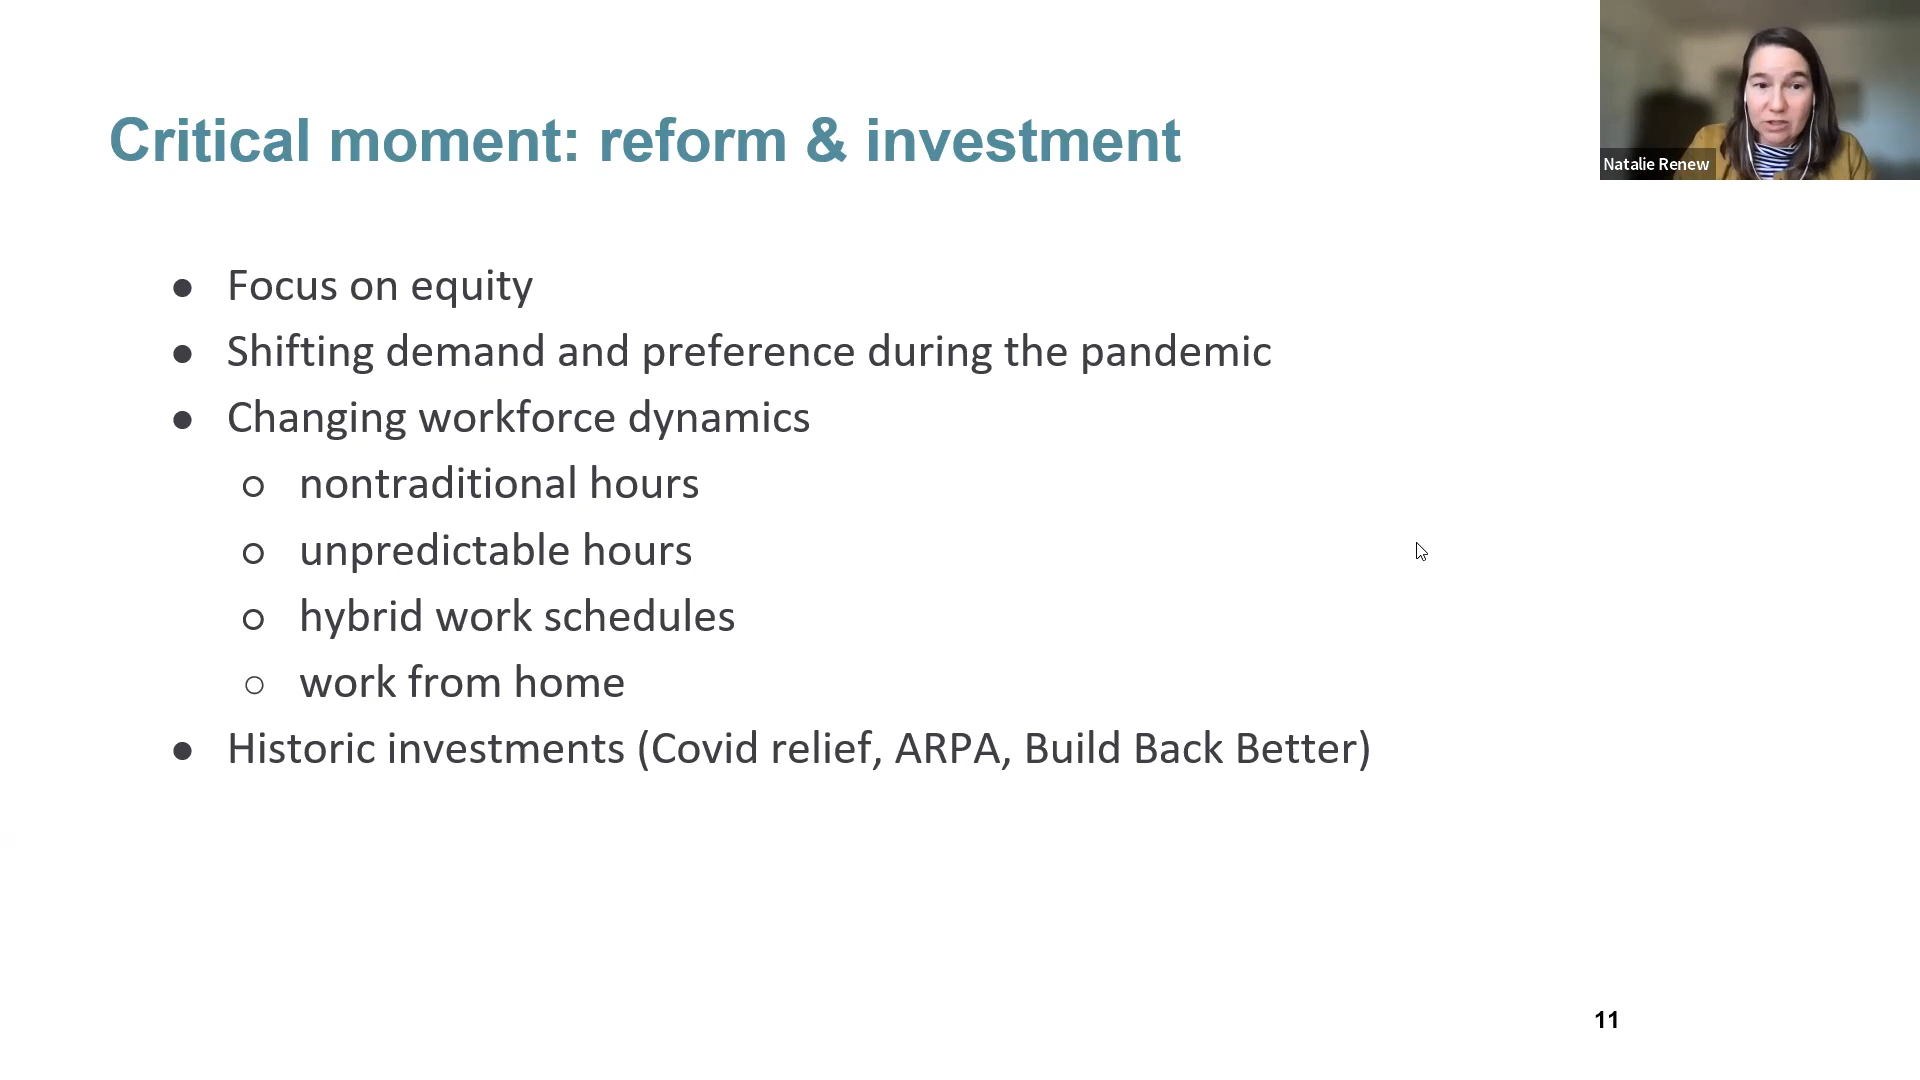 Natalie Renew
Critical moment: reform & investment
● Focus on equity
● Shifting demand and preference during the pandemic
● Changing workforce dynamics
○ nontraditional hours
○ unpredictable hours
○ hybrid work schedules
○ work from home
● Historic investments (Covid relief, ARPA, Build Back Better)
11